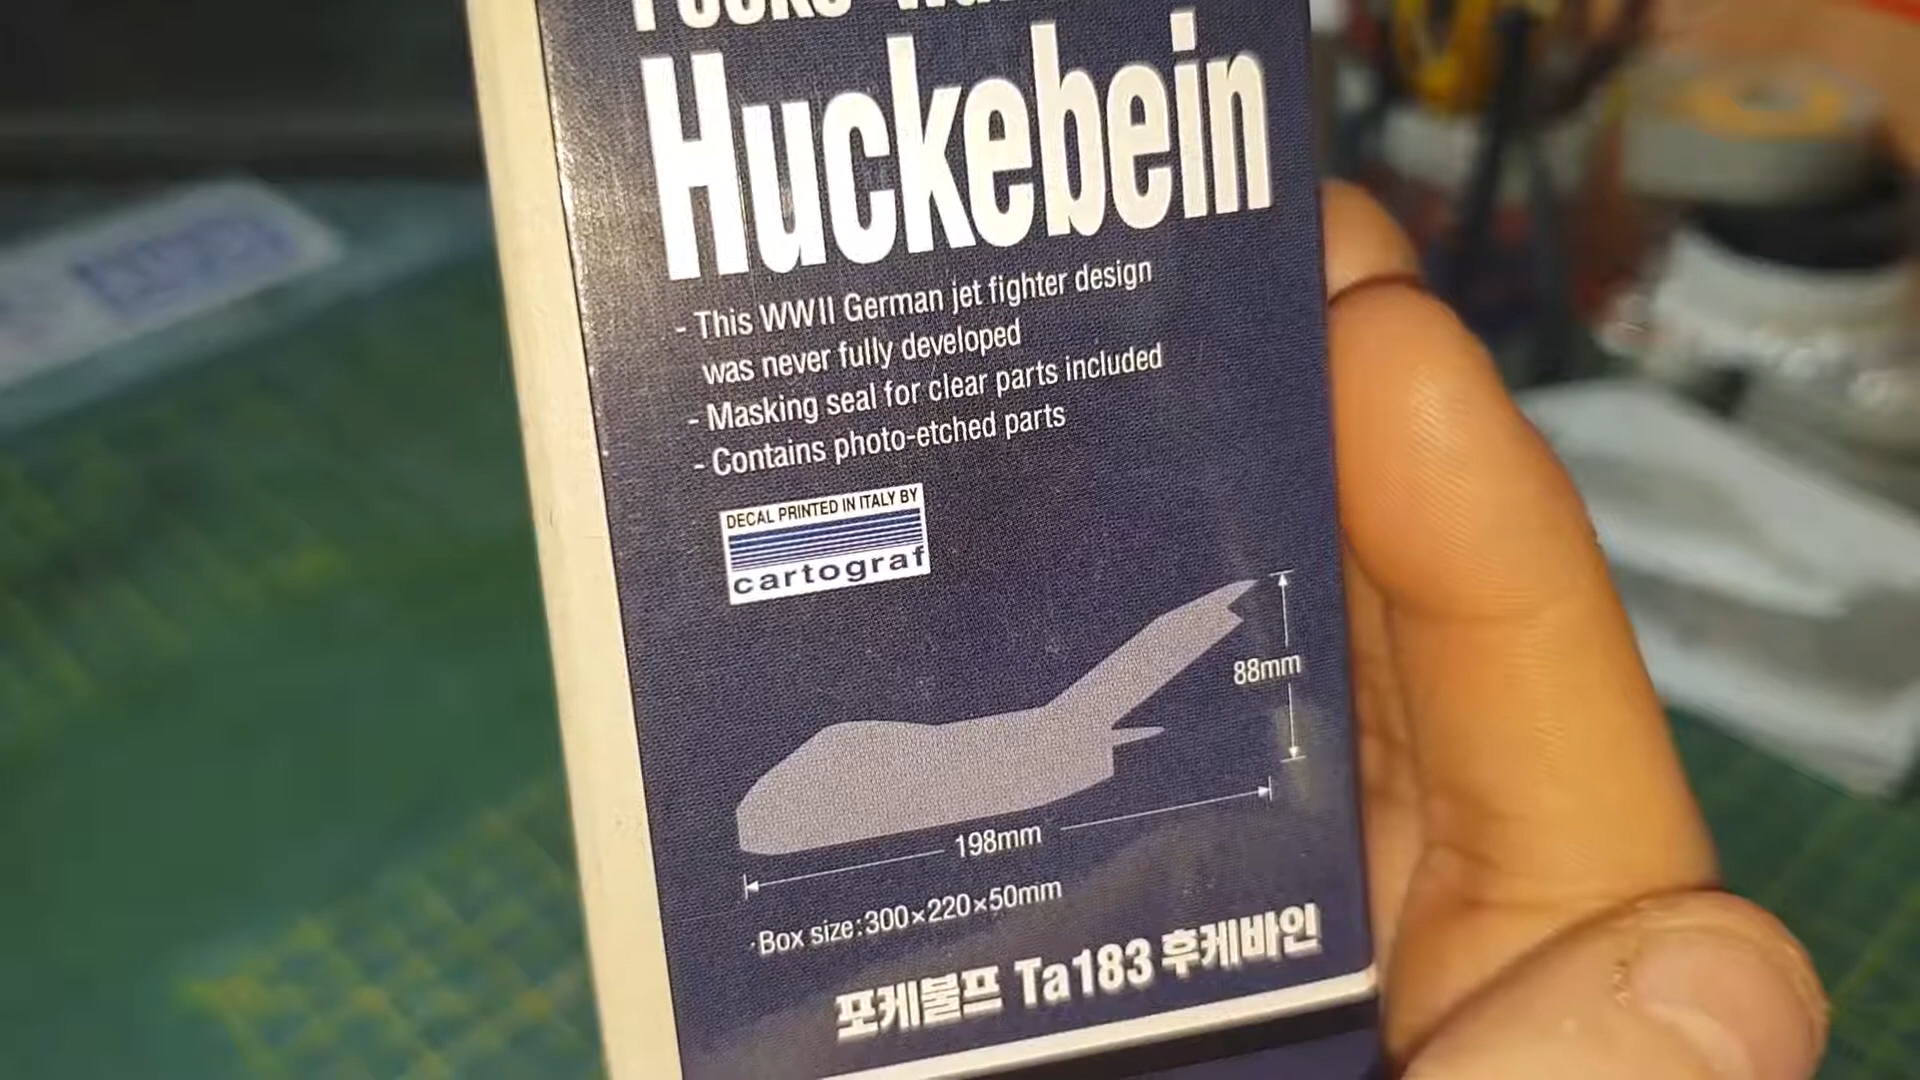 Focke
Huckebein
- This WWII German jet fighter design
was never fully developed
- Masking seal for clear parts included
- Contains photo-etched parts
DECAL PRINTED IN ITALY BY
cartograf
88mm
198mm
·Box size:300×220×50mm
포케불프 Ta183 후케바인